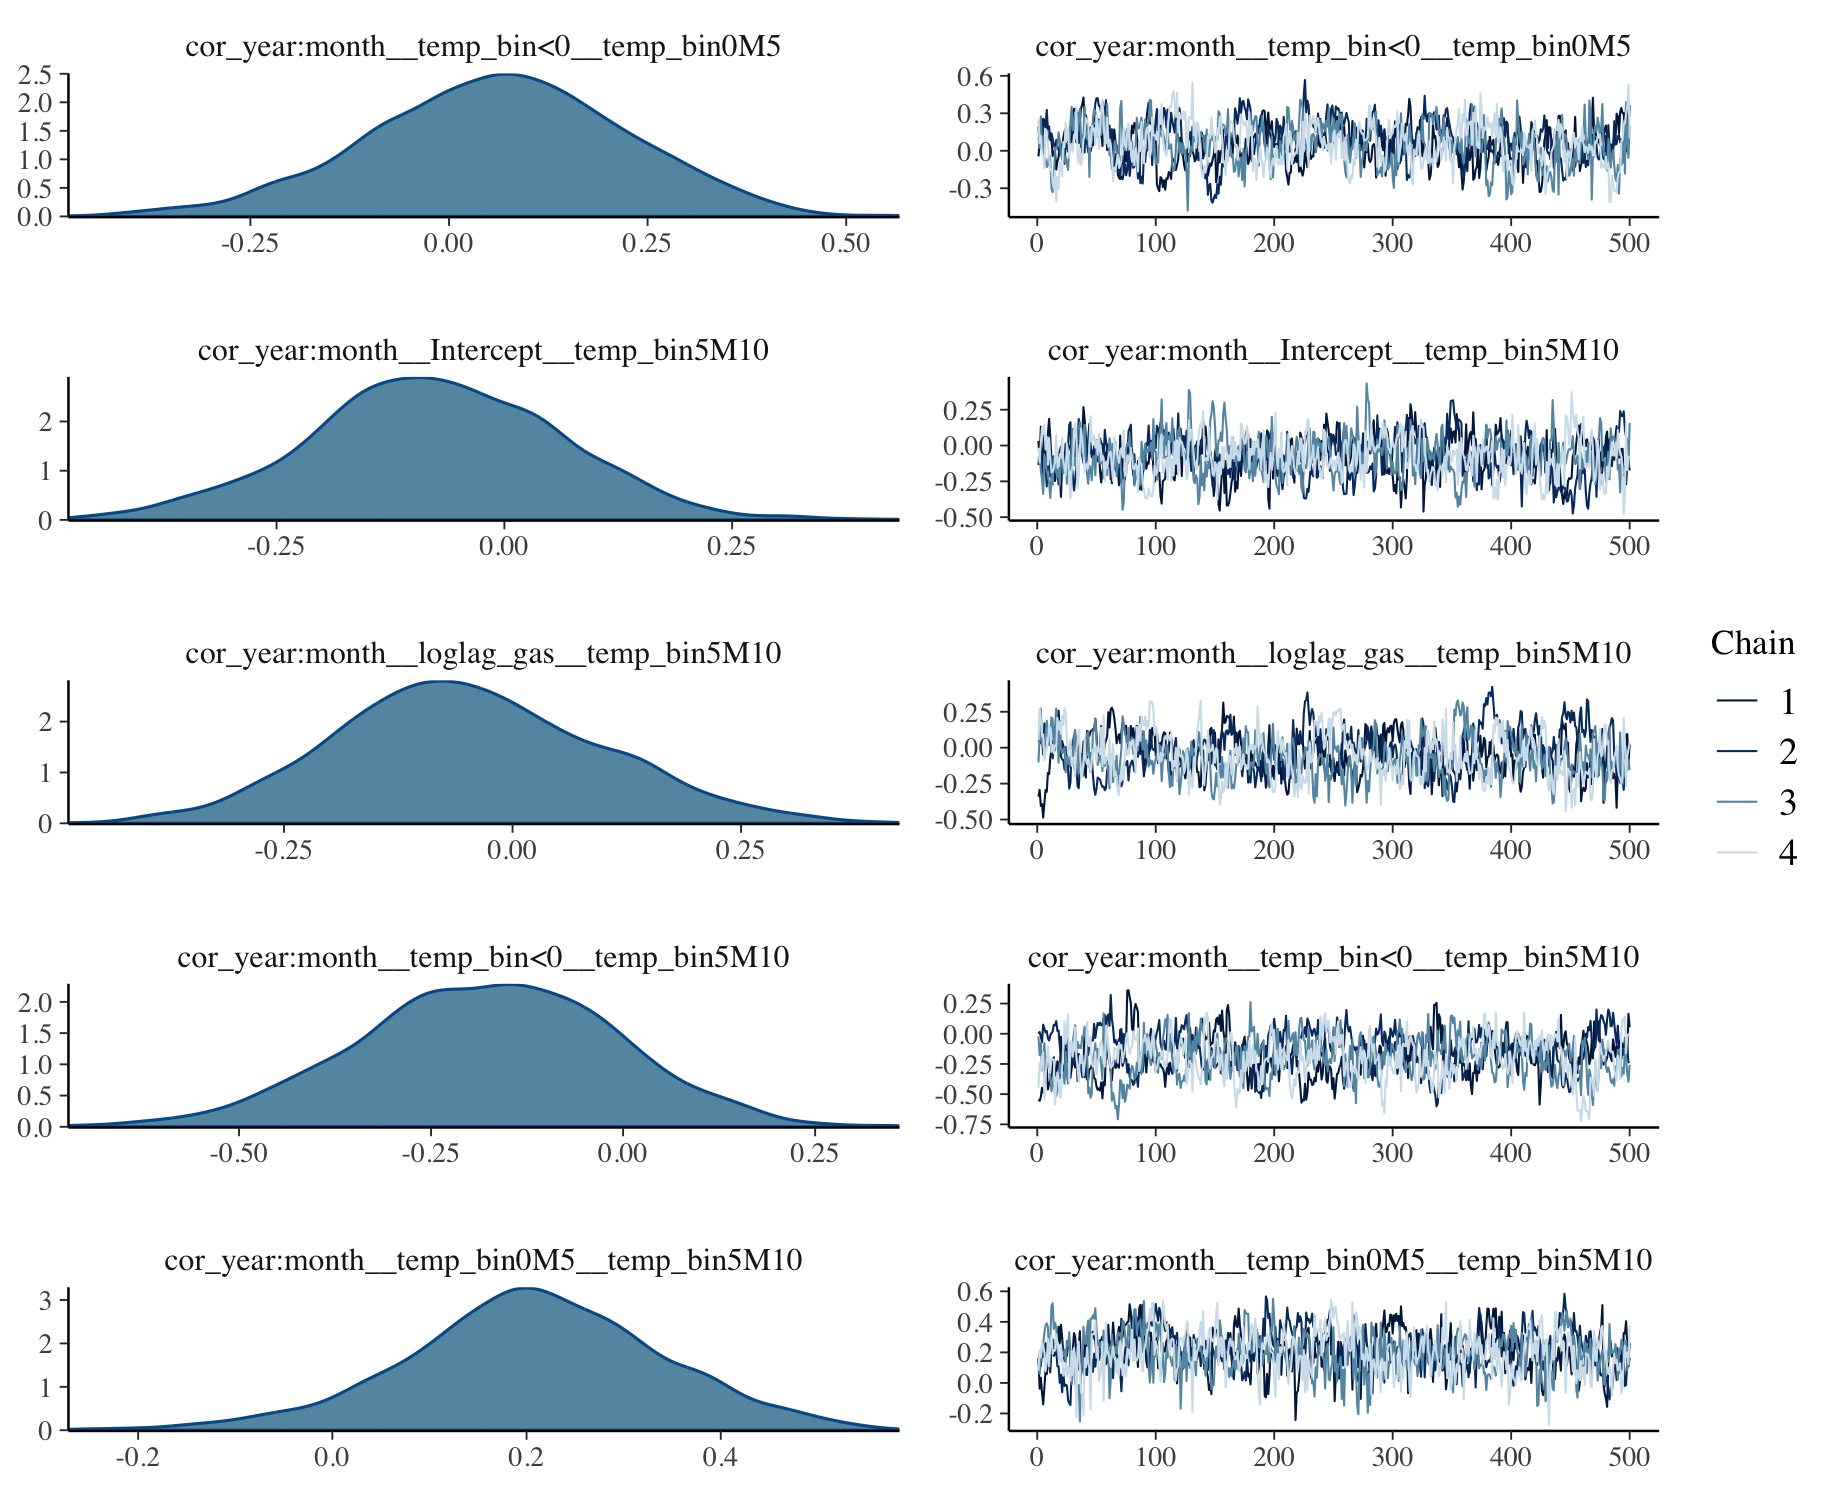 cor_year:month__temp_bin<0__temp_bin0M5
cor_year:month__temp_bin<0__temp_bin0M5
2.5
2.0
1.5
1.0
0.5
0.0
-0.25 0.00 0.25 0.50
0.6
0.3
0.0
-0.3
0 100 200 300 400 500
cor_year:month__Intercept__temp_bin5M10
cor_year:month__Intercept__temp_bin5M10
2
1
0
-0.25 0.00 0.25
0.25
0.00
-0.25
-0.50
0 100 200 300 400 500
cor_year:month__loglag_gas__temp_bin5M10
cor_year:month__loglag_gas__temp_bin5M10
2
1
0
-0.25 0.00 0.25
0.25
0.00
-0.25
-0.50
0 100 200 300 400 500
Chain
1
2
3
4
cor_year:month__temp_bin<0__temp_bin5M10
cor_year:month__temp_bin<0__temp_bin5M10
2.0
1.5
1.0
0.5
0.0
-0.50 -0.25 0.00 0.25
0.25
0.00
-0.25
-0.50
-0.75
0 100 200 300 400 500
cor_year:month__temp_bin0M5__temp_bin5M10
cor_year:month__temp_bin0M5__temp_bin5M10
3
2
1
0
-0.2 0.0 0.2 0.4
0.6
0.4
0.2
0.0
-0.2
0 100 200 300 400 500